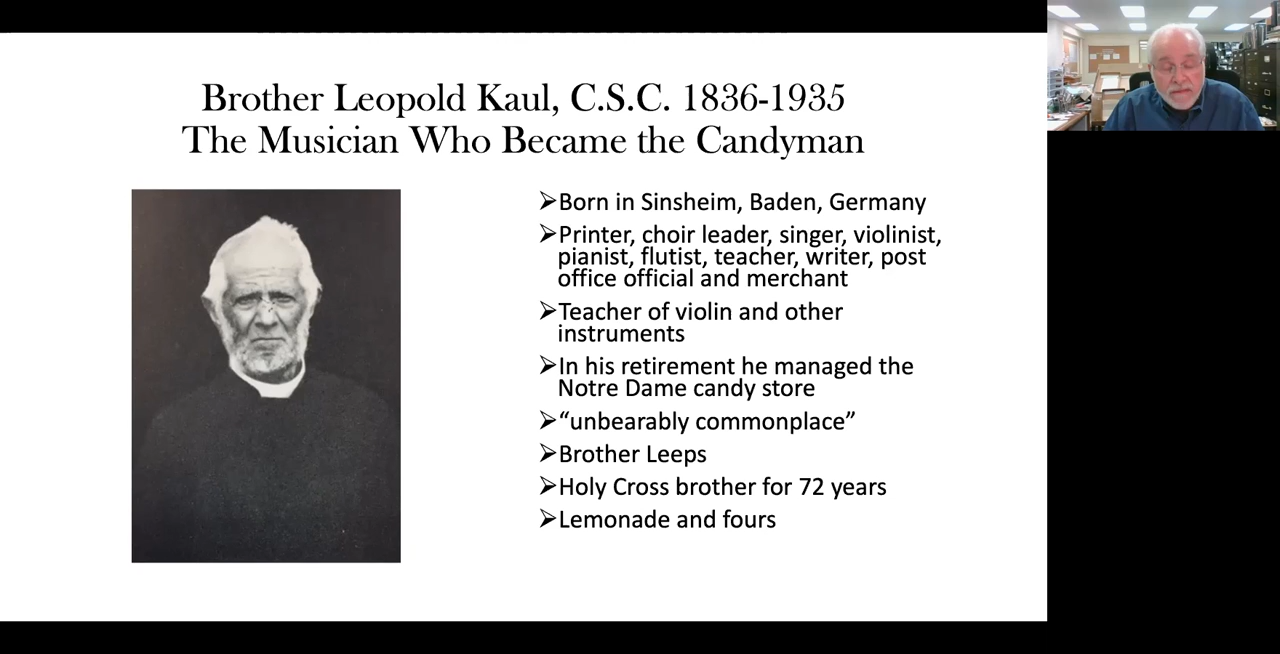 Brother Leopold Kaul, C.S.C. 1836-1935
The Musician Who Became the Candyman
➢Born in Sinsheim, Baden, Germany
➢Printer, choir leader, singer, violinist,
pianist, flutist, teacher, writer, post
office official and merchant
➢Teacher of violin and other
instruments
➢In his retirement he managed the
Notre Dame candy store
➢“unbearably commonplace”
➢Brother Leeps
➢Holy Cross brother for 72 years
➢Lemonade and fours